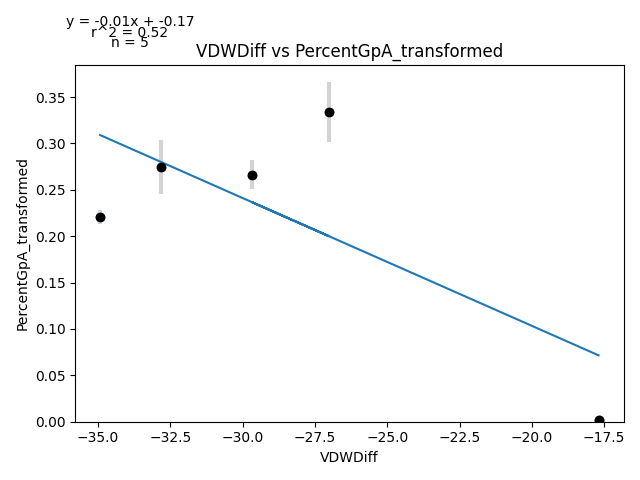 y = -0.01x + -0.17
r^2 = 0.52
n = 5
VDWDiff vs PercentGpA_transformed
PercentGpA_transformed
0.35
0.30
0.25
0.20
0.15
0.10
0.05
0.00
−35.0 −32.5 −30.0 −27.5 −25.0 −22.5 −20.0 −17.5
VDWDiff